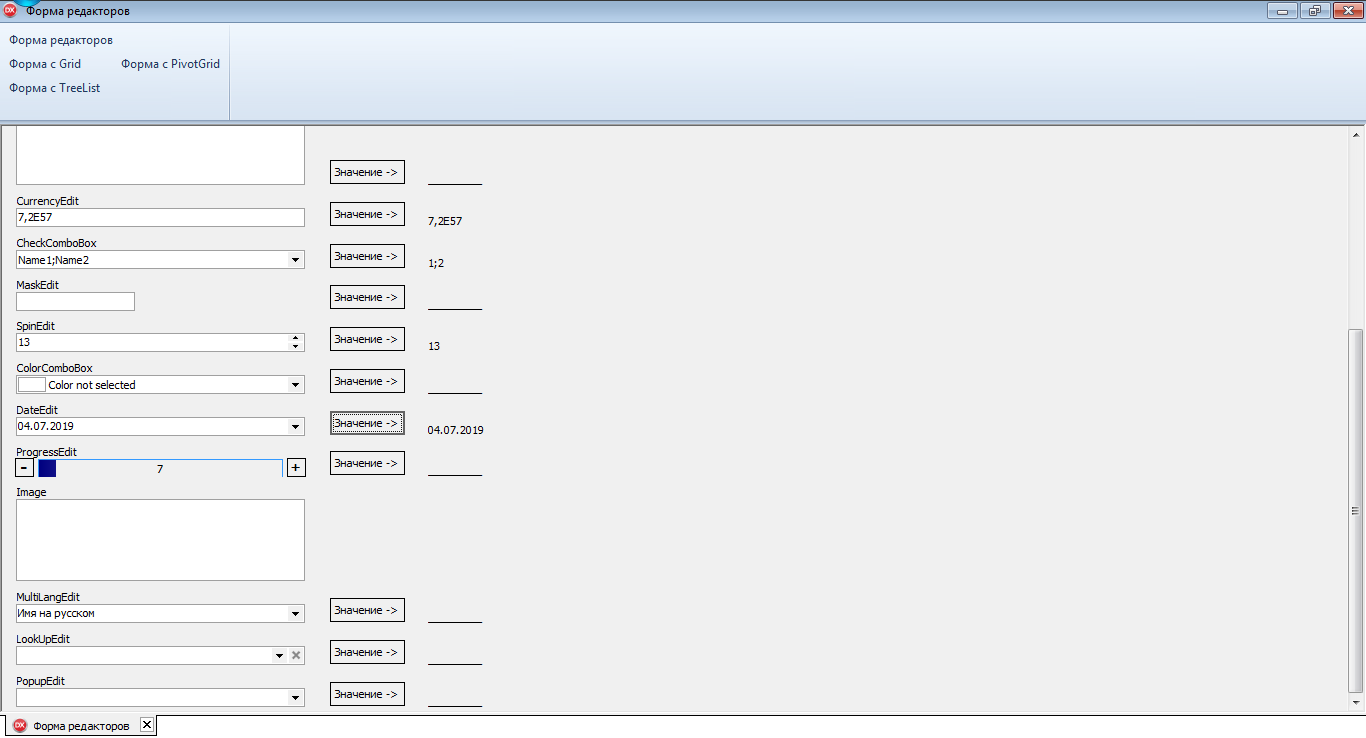 DX Форма редакторов
Форма редакторов
Форма с Grid Форма с PivotGrid
Форма с TreeList
Значение ->
CurrencyEdit
7,2E57 Значение -> 7,2E57
CheckComboBox
Name1;Name2 Значение -> 1;2
MaskEdit
Значение ->
SpinEdit
13 Значение -> 13
ColorComboBox
Color not selected Значение ->
DateEdit
04.07.2019 Значение -> 04.07.2019
ProgressEdit
- 7 + Значение ->
Image
MultiLangEdit
Имя на русском Значение ->
LookUpEdit
Значение ->
PopupEdit
Значение ->
DX Форма редакторов